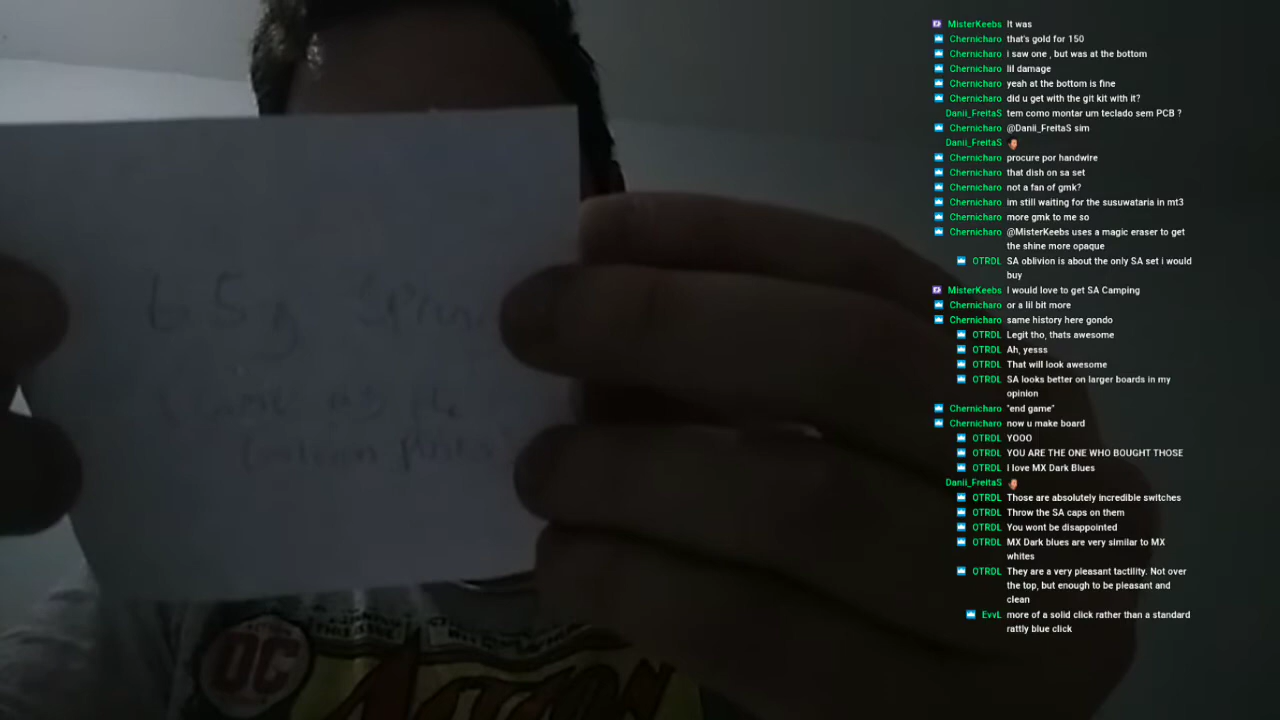 MisterKeebs It was
Chernicharo that's gold for 150
Chernicharo i saw one , but was at the bottom
Chernicharo lil damage
Chernicharo yeah at the bottom is fine
Chernicharo did u get with the git kit with it?
Danii_FreitaS tem como montar um teclado sem PCB ?
Chernicharo @Danii_FreitaS sim
Danii_FreitaS
Chernicharo procure por handwire
Chernicharo that dish on sa set
Chernicharo not a fan of gmk?
Chernicharo im still waiting for the susuwataria in mt3
Chernicharo more gmk to me so
Chernicharo @MisterKeebs uses a magic eraser to get
the shine more opaque
OTRDL SA oblivion is about the only SA set i would
buy
MisterKeebs I would love to get SA Camping
Chernicharo or a lil bit more
Chernicharo same history here gondo
OTRDL Legit tho, thats awesome
OTRDL Ah, yesss
OTRDL That will look awesome
OTRDL SA looks better on larger boards in my
opinion
Chernicharo "end game"
Chernicharo now u make board
OTRDL YOOO
OTRDL YOU ARE THE ONE WHO BOUGHT THOSE
OTRDL I love MX Dark Blues
Danii_FreitaS
OTRDL Those are absolutely incredible switches
OTRDL Throw the SA caps on them
OTRDL You wont be disappointed
OTRDL MX Dark blues are very similar to MX
whites
OTRDL They are a very pleasant tactility. Not over
the top, but enough to be pleasant and
clean
EvvL more of a solid click rather than a standard
rattly blue click
DC
ACTION